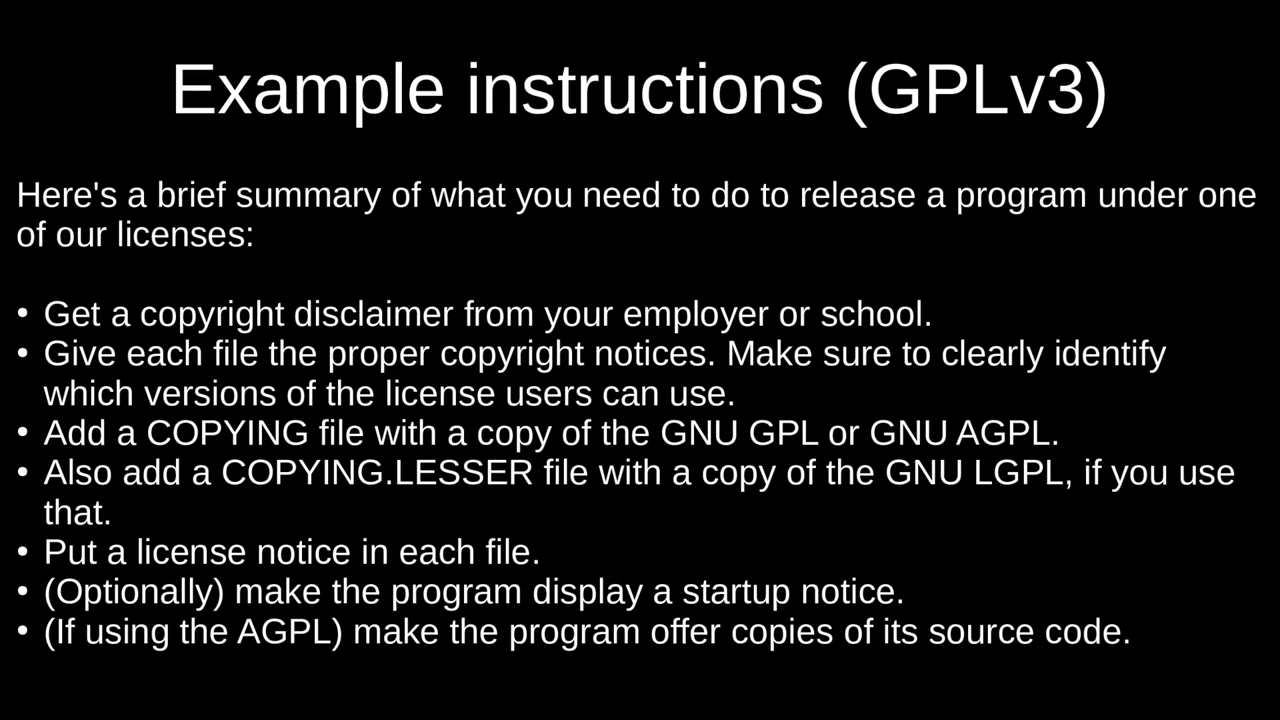 Example instructions (GPLv3)
Here's a brief summary of what you need to do to release a program under one
of our licenses:
• Get a copyright disclaimer from your employer or school.
• Give each file the proper copyright notices. Make sure to clearly identify
which versions of the license users can use.
• Add a COPYING file with a copy of the GNU GPL or GNU AGPL.
• Also add a COPYING.LESSER file with a copy of the GNU LGPL, if you use
that.
• Put a license notice in each file.
• (Optionally) make the program display a startup notice.
• (If using the AGPL) make the program offer copies of its source code.